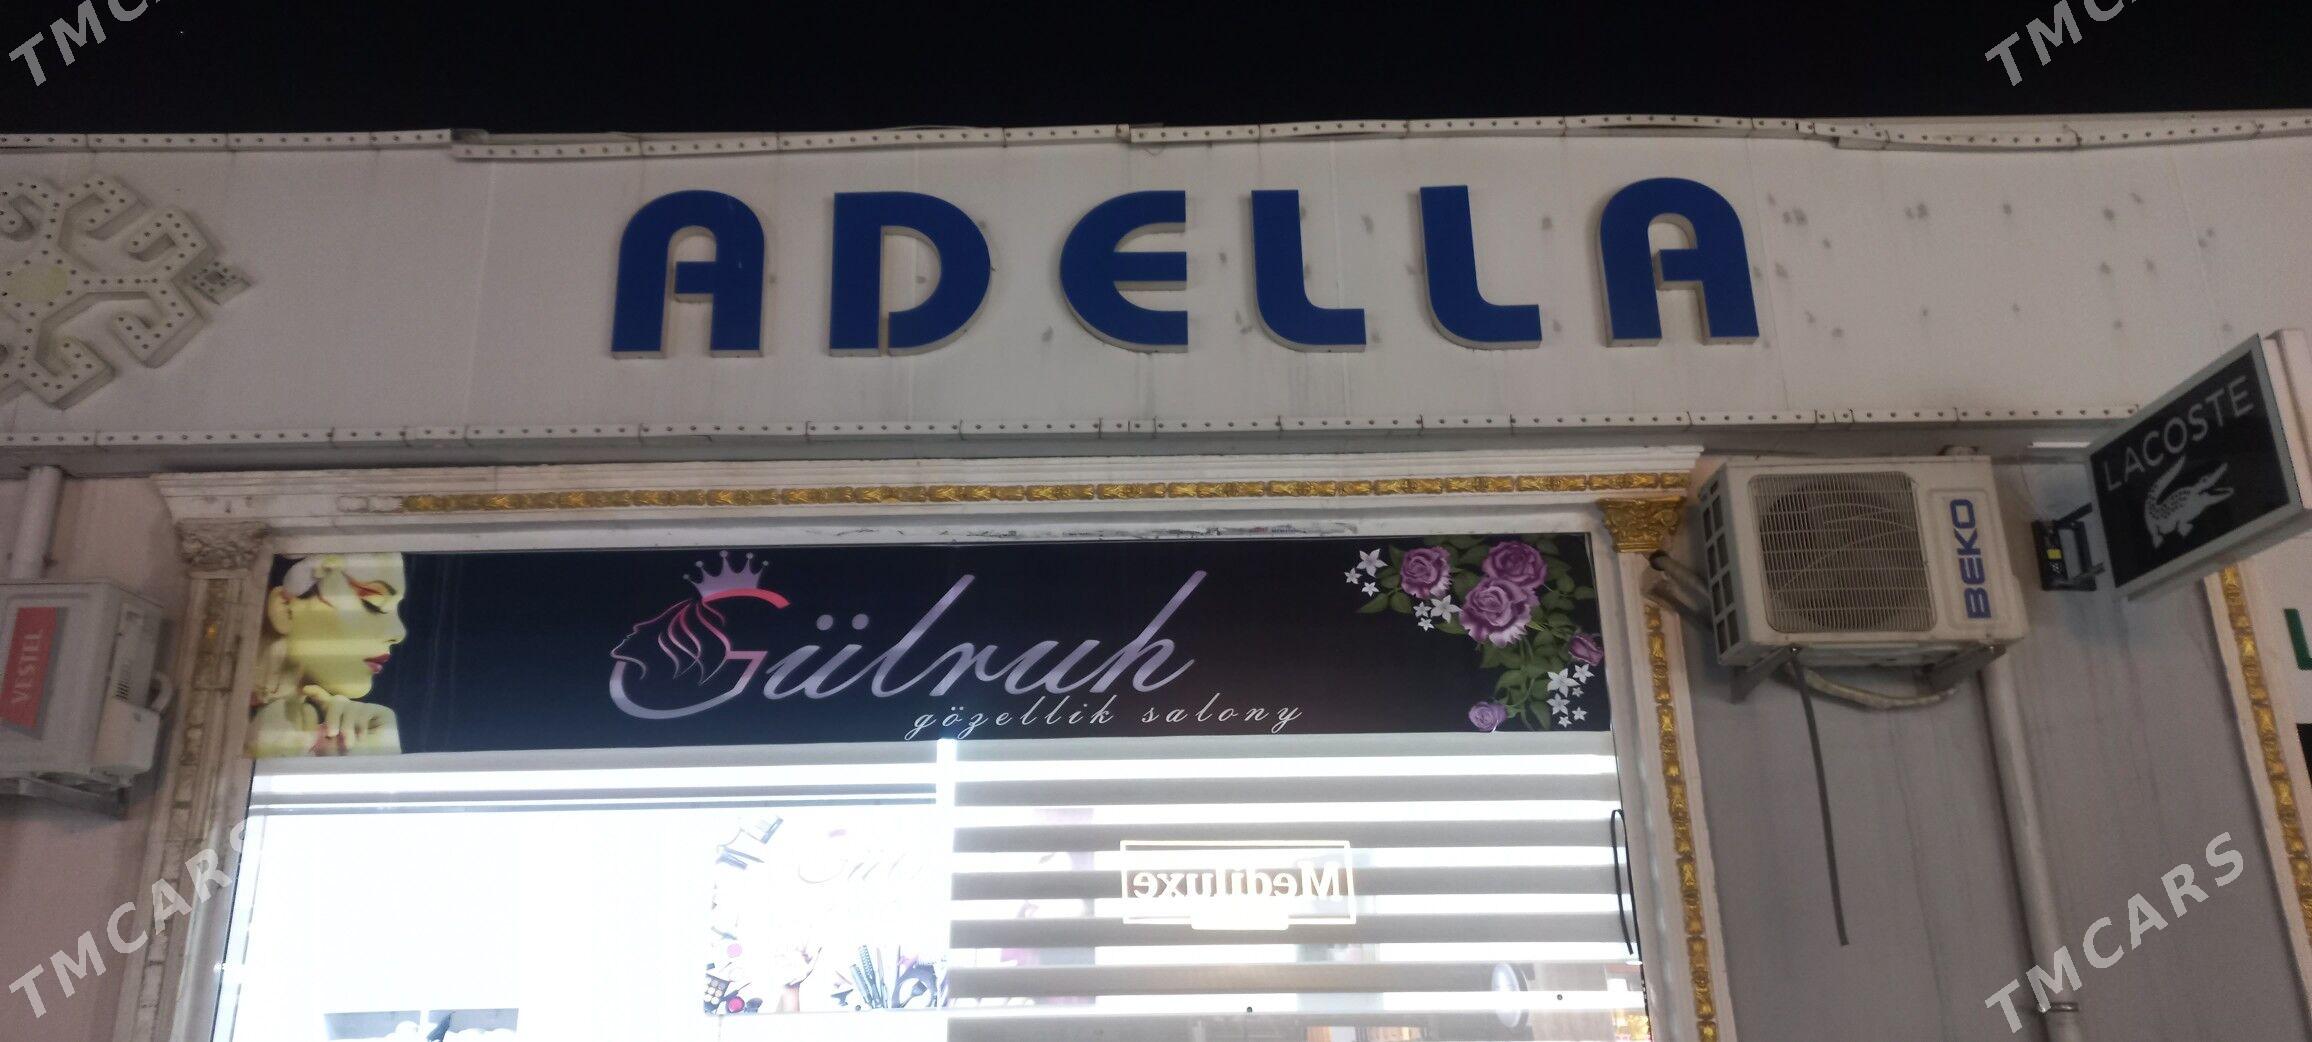 TMCARS
TMCARS
ADELLA
LACOSTE
BEKO
VESTEL
Gülruh
gözellik salony
Mediluxe
TMCARS
TMCARS